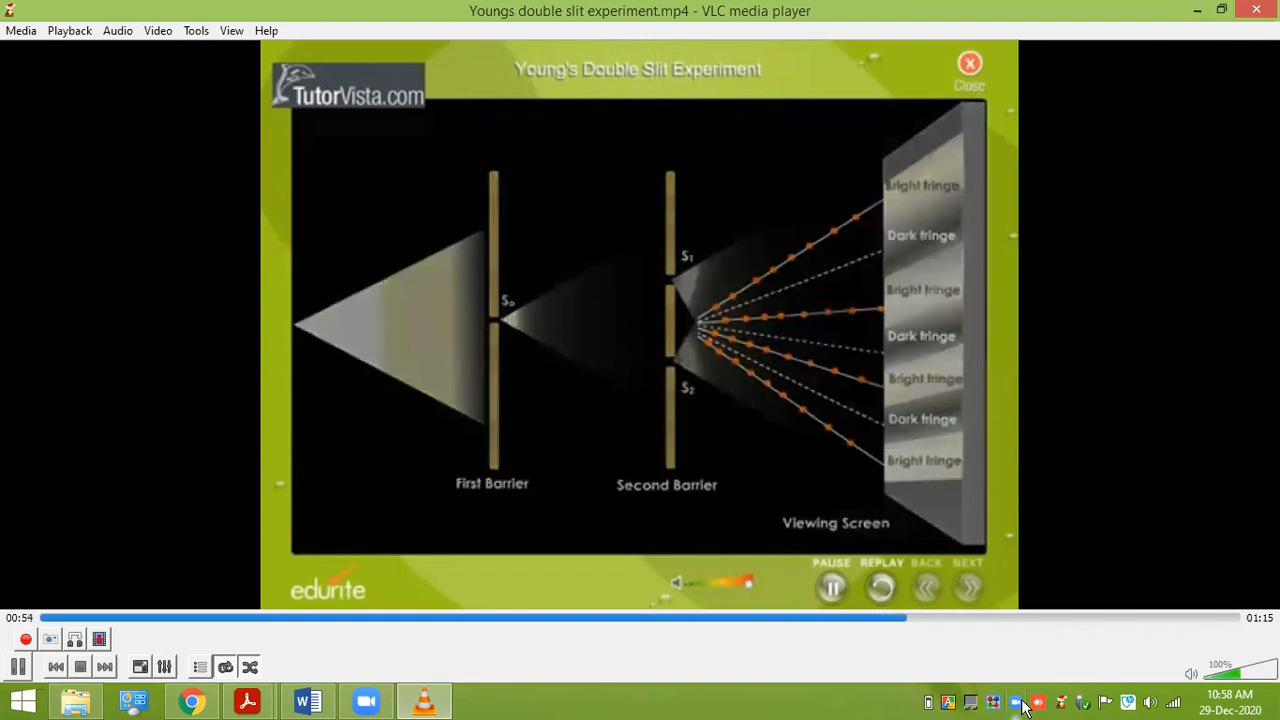 Youngs double slit experiment.mp4 - VLC media player
Media Playback Audio Video Tools View Help
TutorVista.com
Young's Double Slit Experiment
Close
Bright fringe
Dark fringe
S₁
Bright fringe
S₀
Dark fringe
Bright fringe
S₂
Dark fringe
Bright fringe
First Barrier
Second Barrier
Viewing Screen
PAUSE REPLAY BACK NEXT
edurite
00:54
01:15
100%
10:58 AM
29-Dec-2020